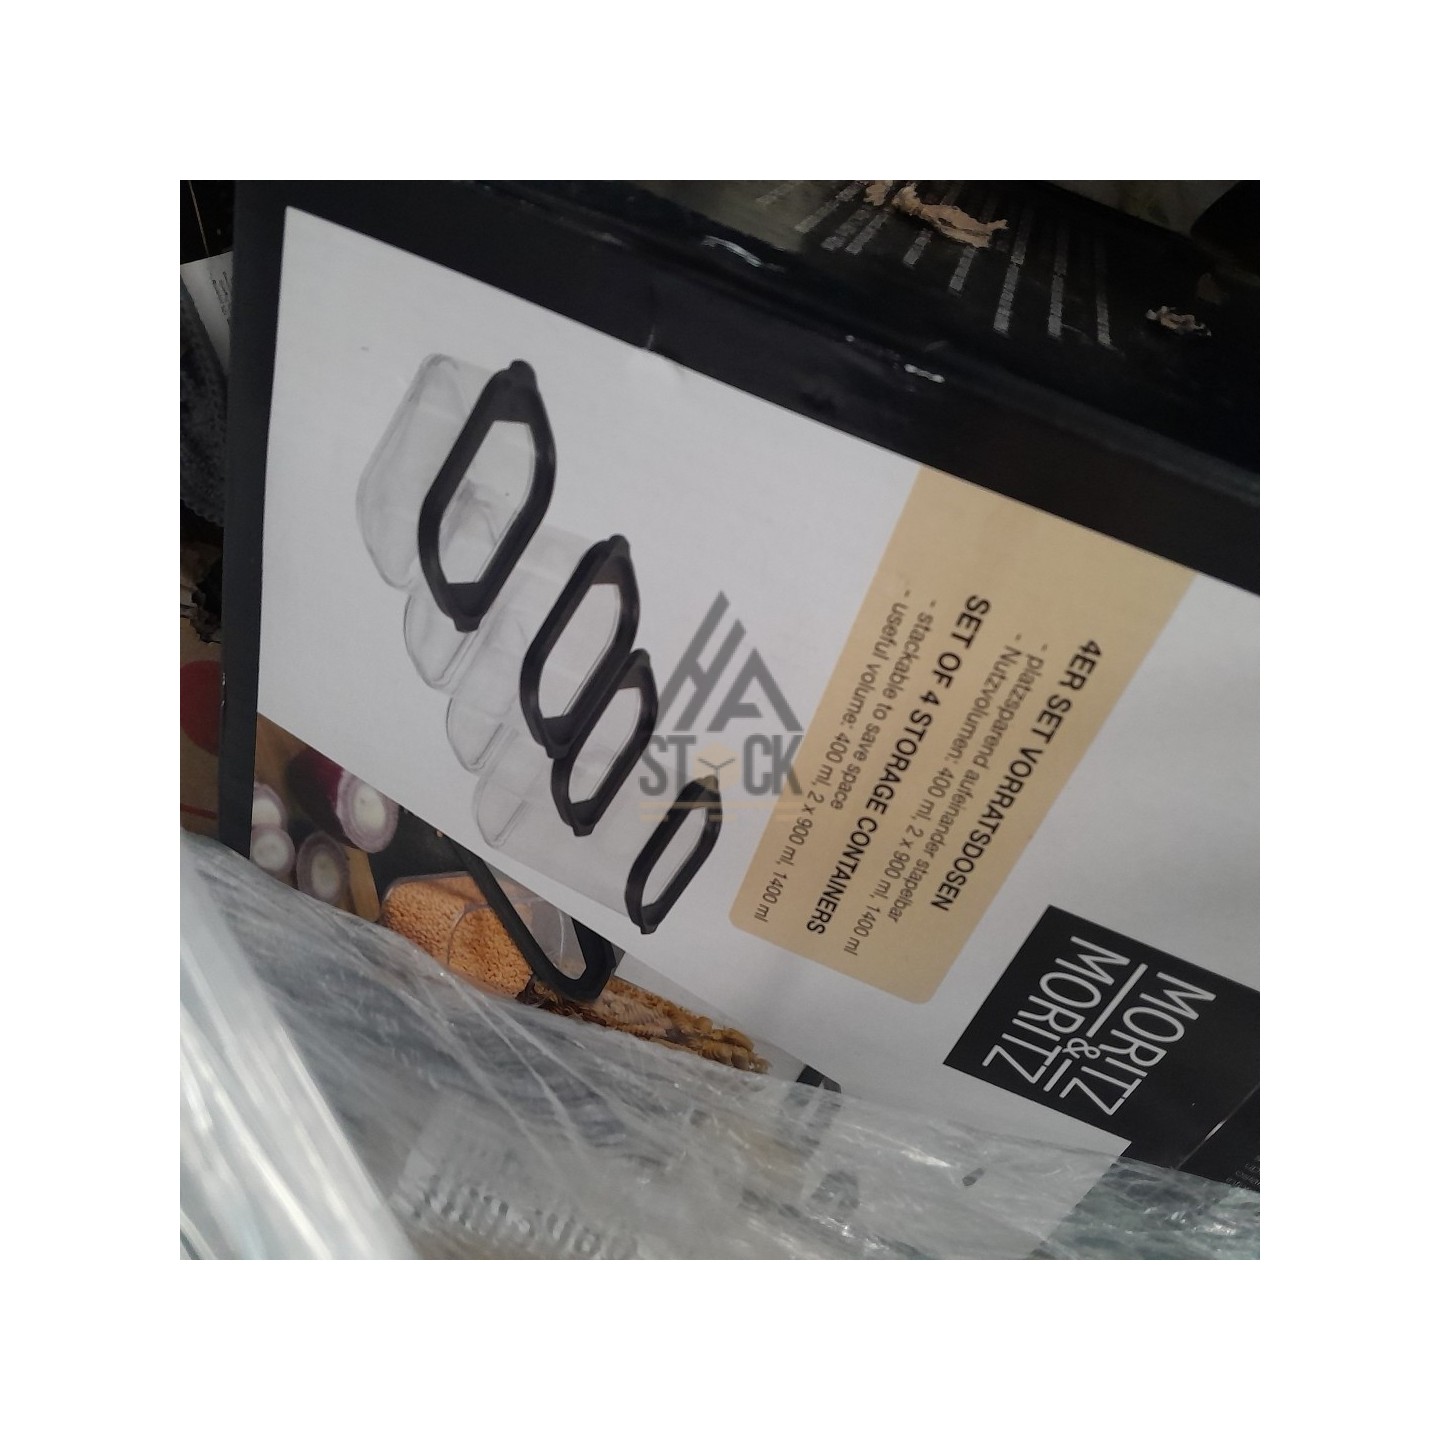 MORITZ
&
MORITZ
4ER SET VORRATSDOSEN
- platzsparend aufeinander stapelbar
- Nutzvolumen: 400 ml, 2 x 900 ml, 1400 ml
SET OF 4 STORAGE CONTAINERS
- stackable to save space
- useful volume: 400 ml, 2 x 900 ml, 1400 ml
HA
STOCK